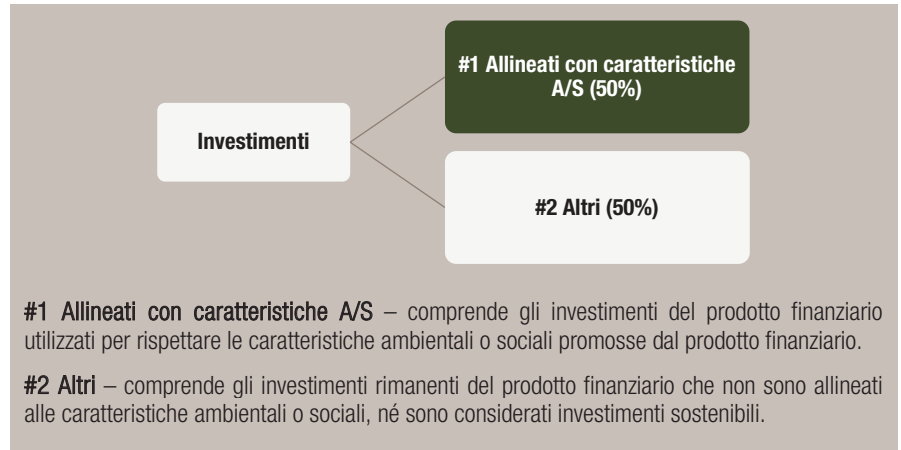 #1 Allineati con caratteristiche
A/S (50%)
Investimenti
#2 Altri (50%)
#1 Allineati con caratteristiche A/S – comprende gli investimenti del prodotto finanziario
utilizzati per rispettare le caratteristiche ambientali o sociali promosse dal prodotto finanziario.
#2 Altri – comprende gli investimenti rimanenti del prodotto finanziario che non sono allineati
alle caratteristiche ambientali o sociali, né sono considerati investimenti sostenibili.